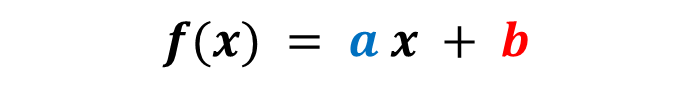 f(x) = a x + b